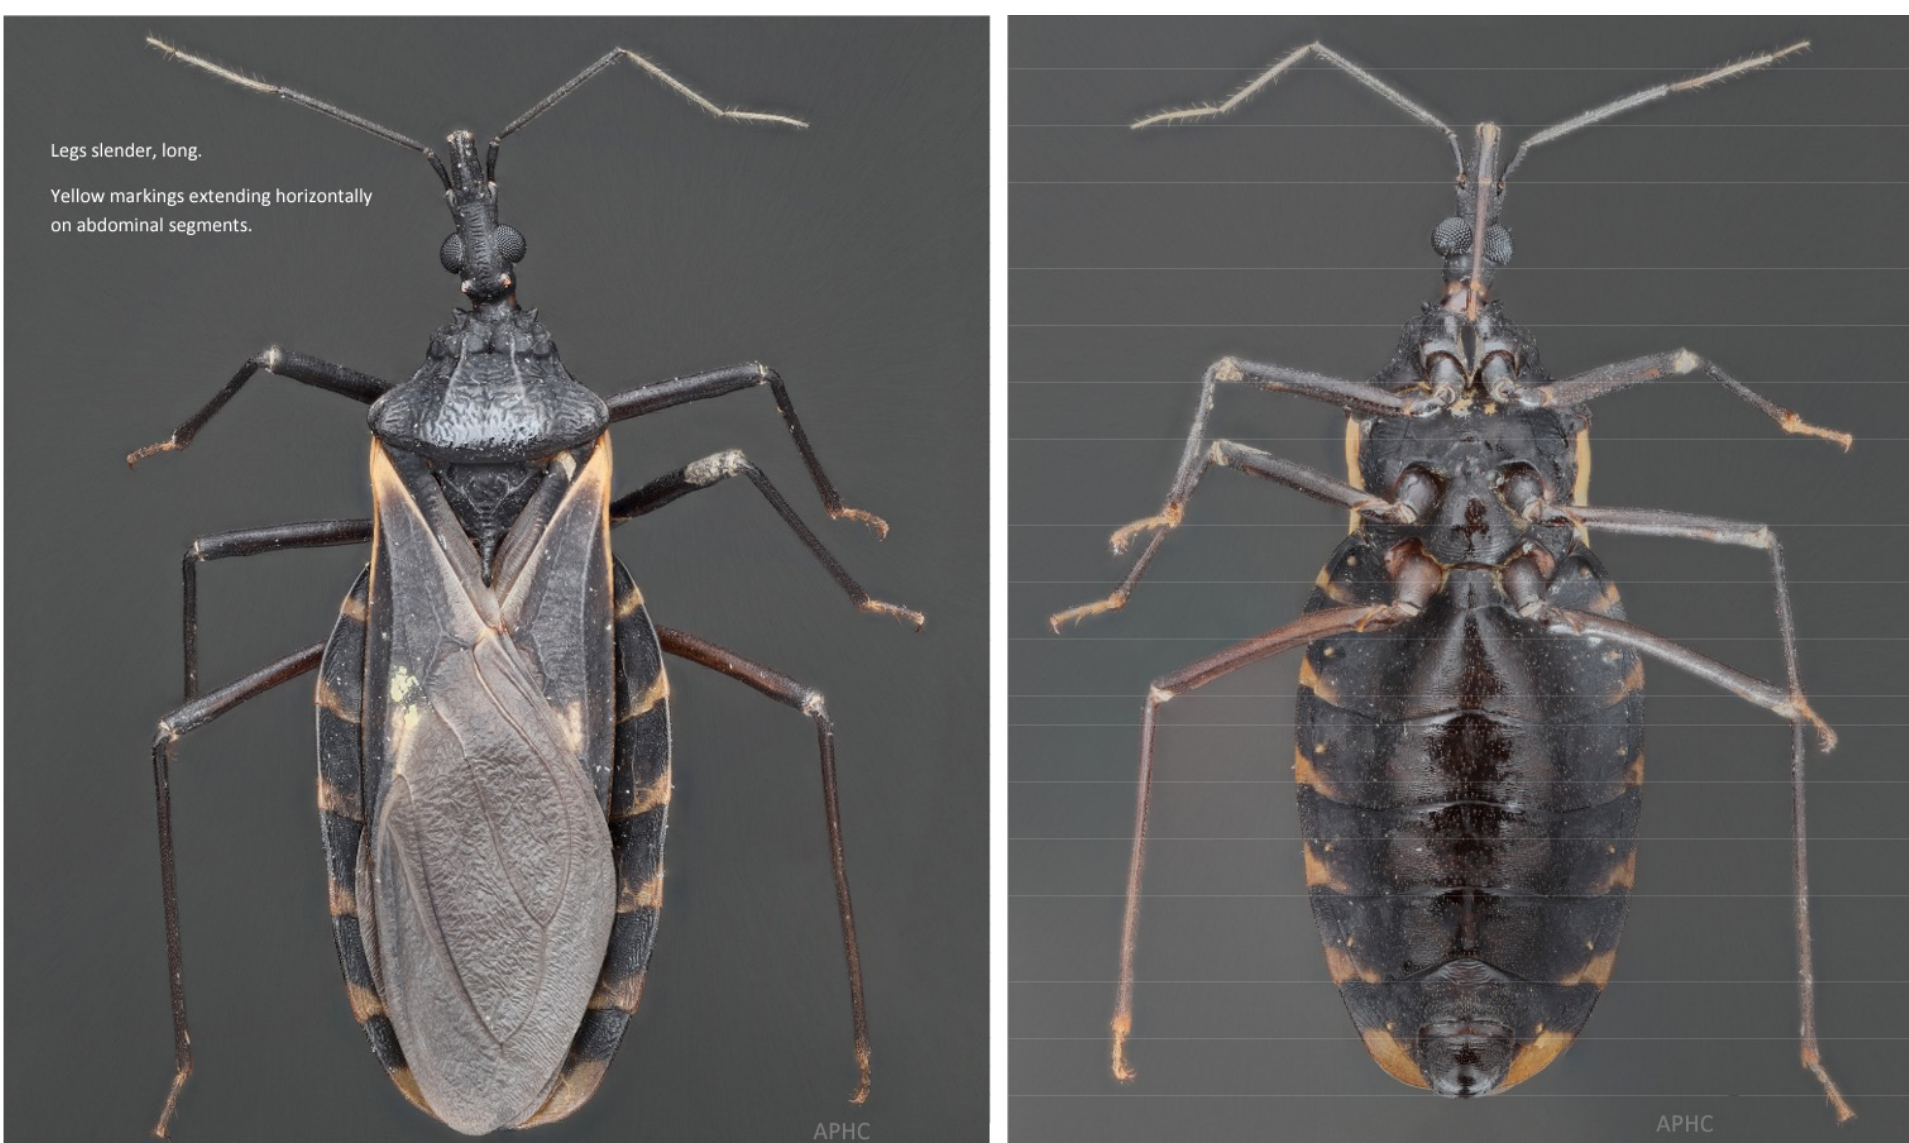 Legs slender, long.
Yellow markings extending horizontally
on abdominal segments.
APHC
APHC